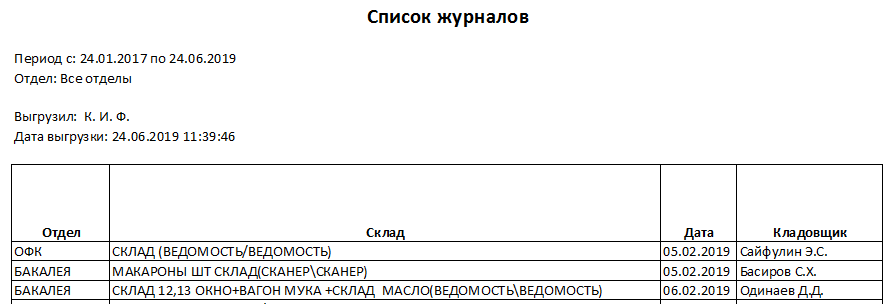 Список журналов
Период с: 24.01.2017 по 24.06.2019
Отдел: Все отделы
Выгрузил:  К. И. Ф.
Дата выгрузки: 24.06.2019 11:39:46
Отдел Склад Дата Кладовщик
ОФК СКЛАД (ВЕДОМОСТЬ/ВЕДОМОСТЬ) 05.02.2019 Сайфулин Э.С.
БАКАЛЕЯ МАКАРОНЫ ШТ СКЛАД(СКАНЕР\СКАНЕР) 05.02.2019 Басиров С.Х.
БАКАЛЕЯ СКЛАД 12,13 ОКНО+ВАГОН МУКА +СКЛАД  МАСЛО(ВЕДОМОСТЬ\ВЕДОМОСТЬ) 06.02.2019 Одинаев Д.Д.